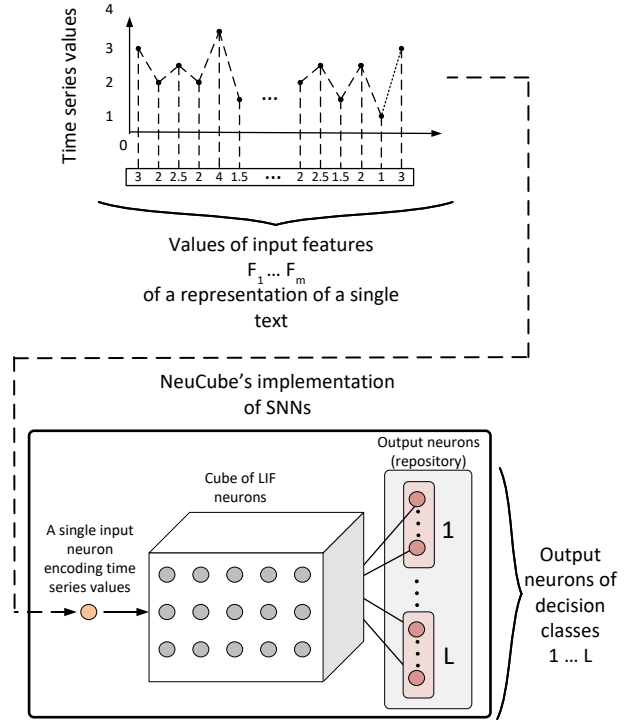 Time series values
4
3
2
1
0
...
3 2 2.5 2 4 1.5 ... 2 2.5 1.5 2 1 3
Values of input features
F1 ... Fm
of a representation of a single
text
NeuCube’s implementation
of SNNs
Output neurons
(repository)
Cube of LIF
neurons
A single input
neuron
encoding time
series values
1
L
Output
neurons of
decision
classes
1 ... L